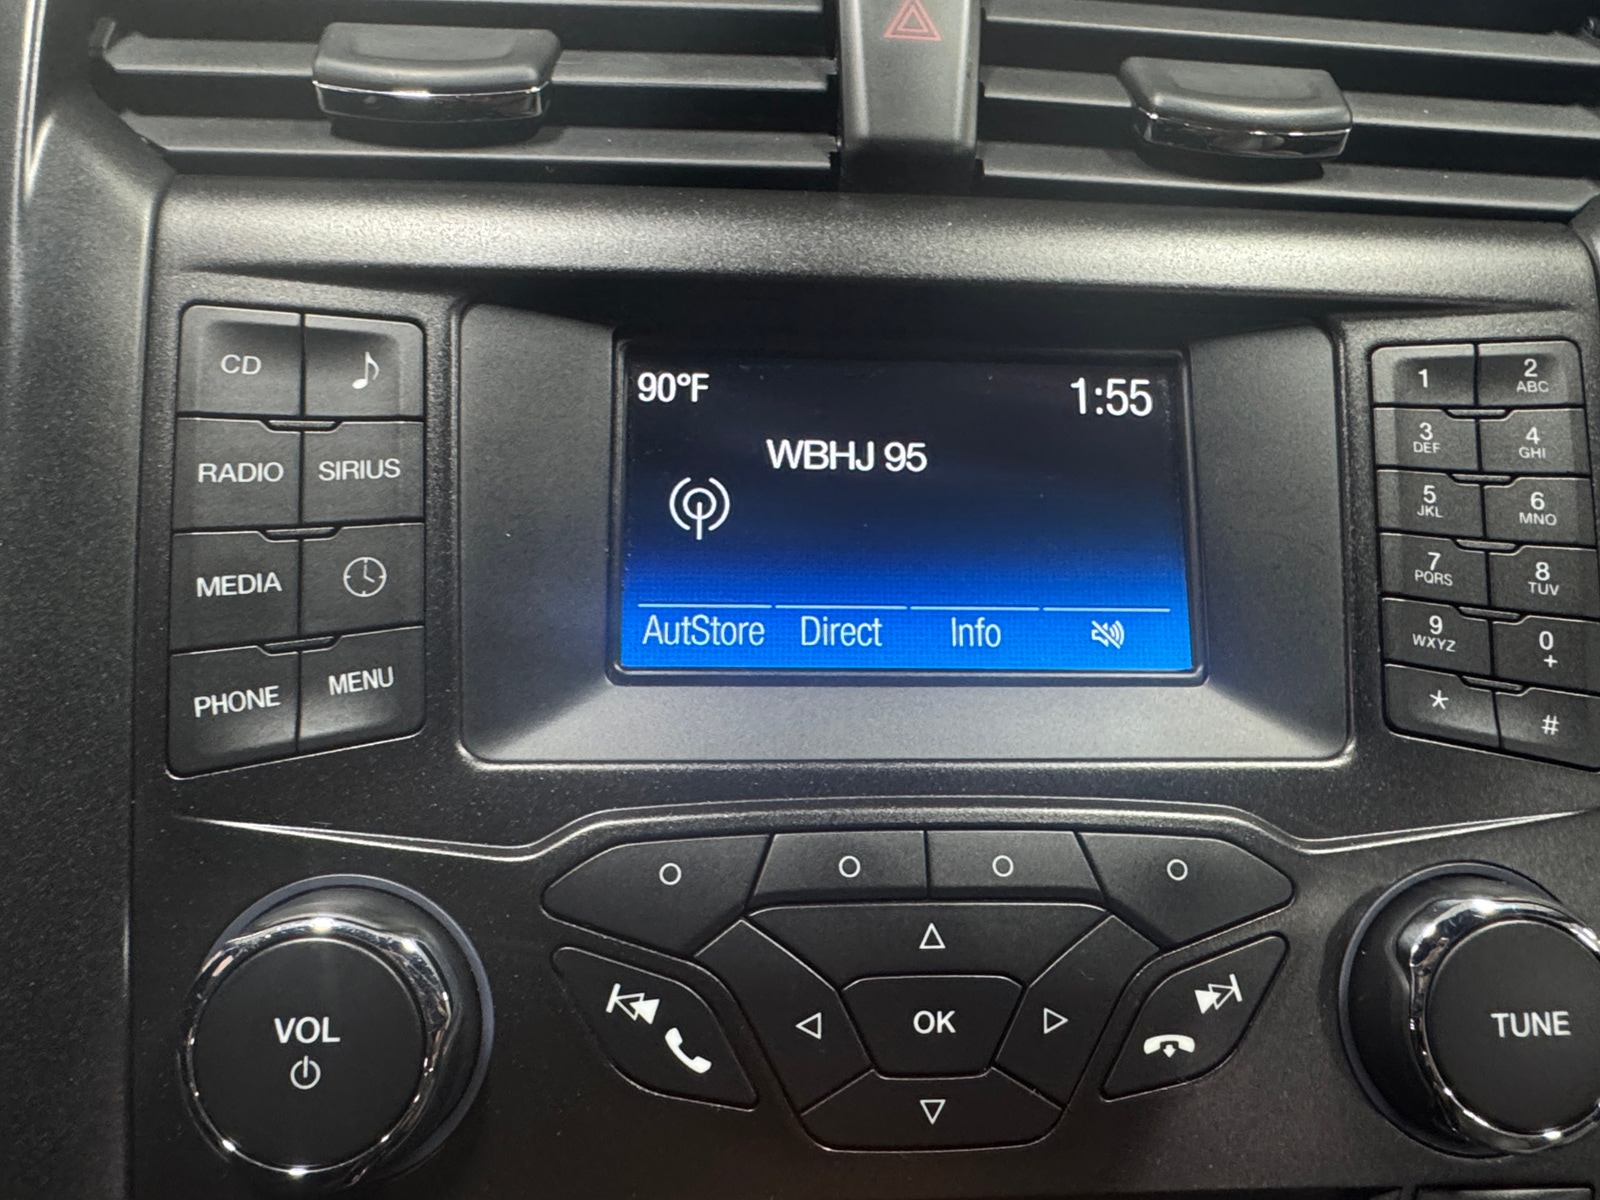 90°F
1:55
WBHJ 95
AutStore Direct Info
CD
RADIO SIRIUS
MEDIA
PHONE MENU
1 2 ABC
3 DEF 4 GHI
5 JKL 6 MNO
7 PQRS 8 TUV
9 WXYZ 0 +
* #
VOL
OK
TUNE